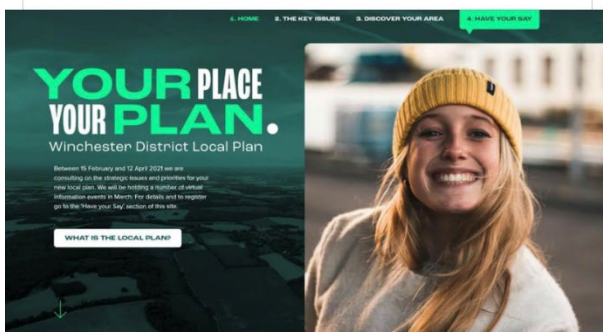 1. HOME
2. THE KEY ISSUES
3. DISCOVER YOUR AREA
4. HAVE YOUR SAY
YOUR PLACE
YOUR PLAN.
Winchester District Local Plan
Between 15 February and 12 April 2021 we are
consulting on the strategic issues and priorities for your
new local plan. We will be holding a number of virtual
information events in March. For details and to register
go to the 'Have your Say' section of this site.
WHAT IS THE LOCAL PLAN?